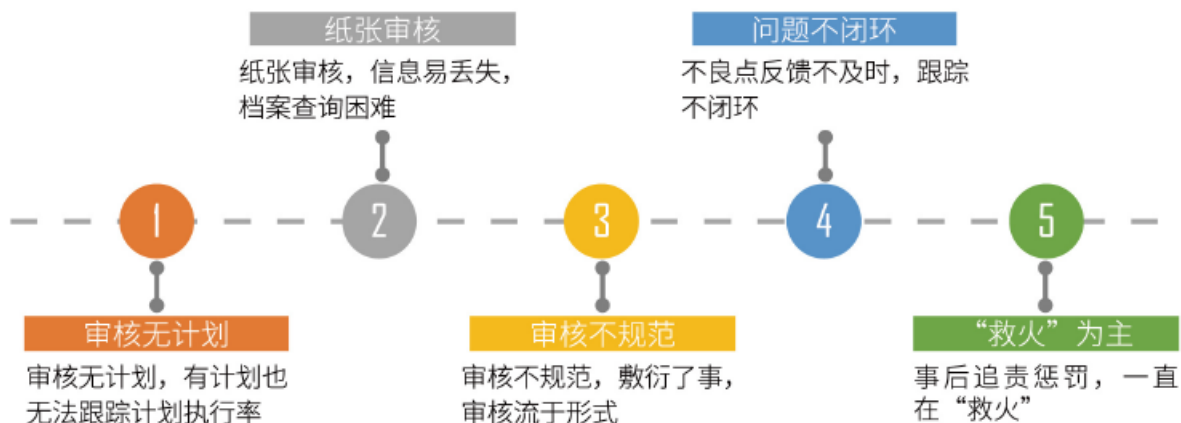 纸张审核
纸张审核，信息易丢失，
档案查询困难
问题不闭环
不良点反馈不及时，跟踪
不闭环
1
2
3
4
5
审核无计划
审核无计划，有计划也
无法跟踪计划执行率
审核不规范
审核不规范，敷衍了事，
审核流于形式
“救火”为主
事后追责惩罚，一直
在“救火”